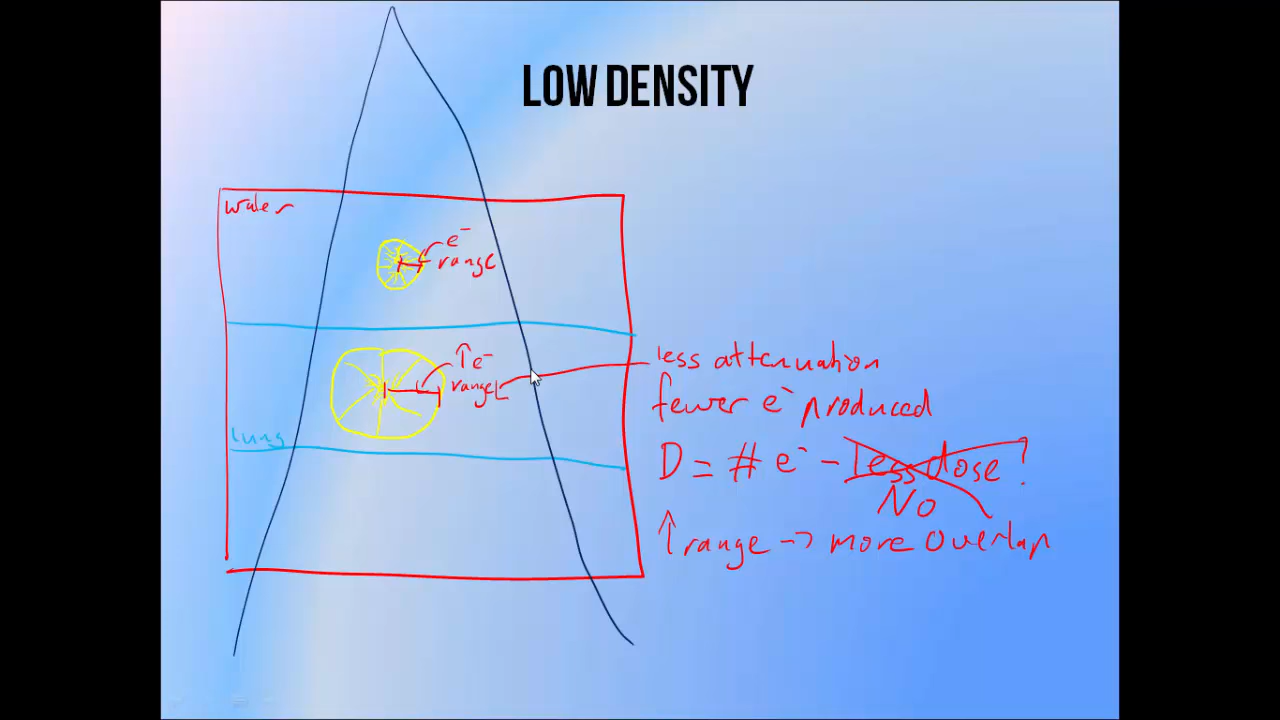 LOW DENSITY
water
e⁻
range
↑e⁻
range
lung
less attenuation
fewer e⁻ produced
D = # e⁻ - less dose?
No
↑range → more overlap